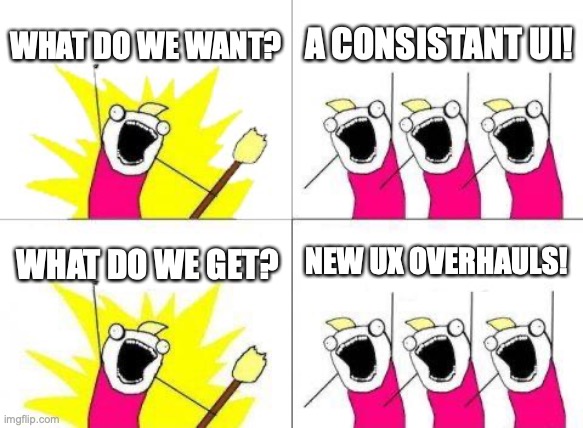 WHAT DO WE WANT?
A CONSISTANT UI!
WHAT DO WE GET?
NEW UX OVERHAULS!
imgflip.com